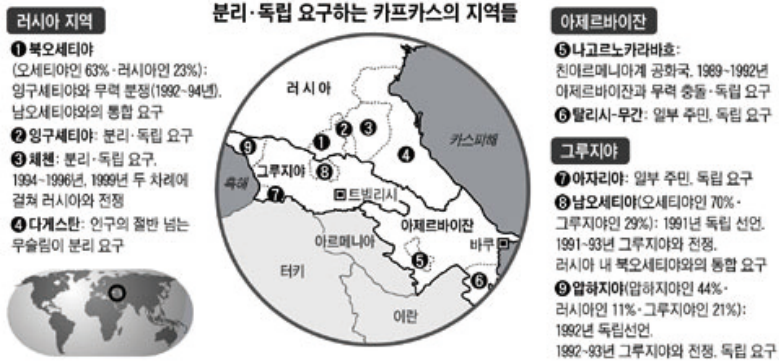 분리·독립 요구하는 카프카스의 지역들
러시아 지역
❶ 북오세티야
(오세티야인 63%·러시아인 23%):
잉구셰티야와 무력 분쟁(1992~94년).
남오세티야와의 통합 요구
❷ 잉구셰티야: 분리·독립 요구
❸ 체첸: 분리·독립 요구.
1994~1996년, 1999년 두 차례에
걸쳐 러시아와 전쟁
❹ 다게스탄: 인구의 절반 넘는
무슬림이 분리 요구
러시아
❶ ❷ ❸
❹
카스피해
❾
그루지야
❽
흑해
❼
트빌리시
아제르바이잔
아르메니아
바쿠
❺
터키
❻
이란
아제르바이잔
❺ 나고르노카라바흐:
친아르메니아계 공화국. 1989~1992년
아제르바이잔과 무력 충돌·독립 요구
❻ 탈리시-무간: 일부 주민, 독립 요구
그루지야
❼ 아자리야: 일부 주민, 독립 요구
❽ 남오세티야(오세티야인 70%·
그루지야인 29%): 1991년 독립 선언.
1991~93년 그루지야와 전쟁.
러시아 내 북오세티야와의 통합 요구
❾ 압하지야(압하지야인 44%·
러시아인 11%·그루지야인 21%):
1992년 독립선언.
1992~93년 그루지야와 전쟁. 독립 요구